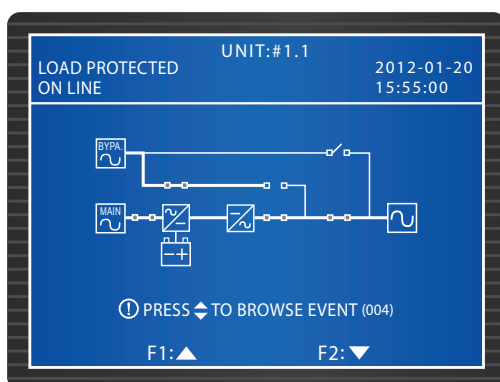 UNIT:#1.1
LOAD PROTECTED
ON LINE
2012-01-20
15:55:00
BYPA.
MAIN
PRESS TO BROWSE EVENT (004)
F1:
F2: